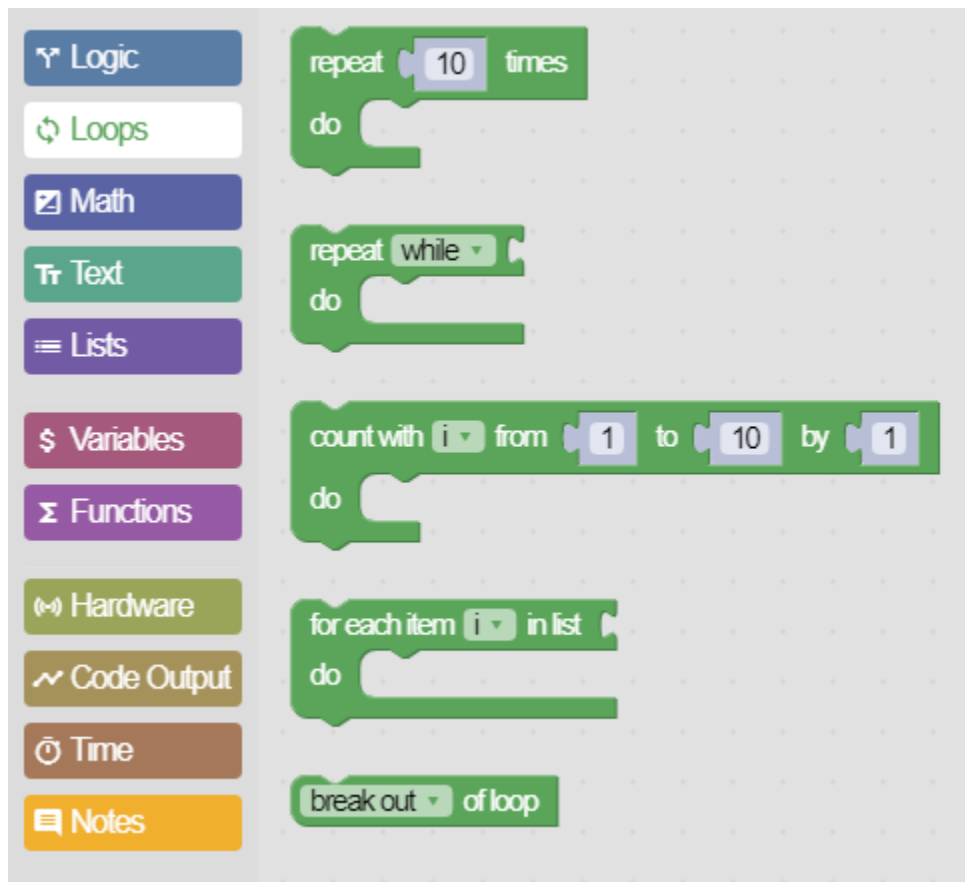 Logic
Loops
Math
Text
Lists
Variables
Functions
Hardware
Code Output
Time
Notes
repeat 10 times
do
repeat while
do
count with i from 1 to 10 by 1
do
for each item i in list
do
break out of loop